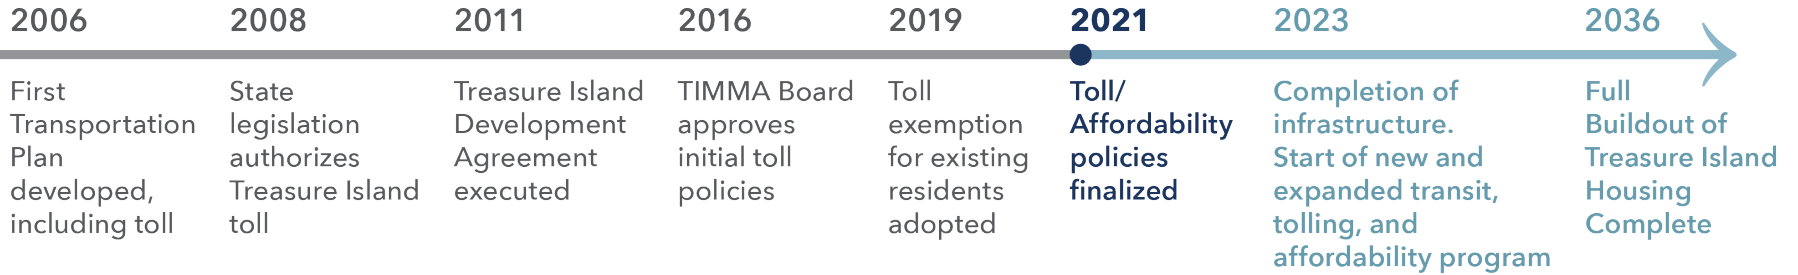 2006
First
Transportation
Plan
developed,
including toll
2008
State
legislation
authorizes
Treasure Island
toll
2011
Treasure Island
Development
Agreement
executed
2016
TIMMA Board
approves
initial toll
policies
2019
Toll
exemption
for existing
residents
adopted
2021
Toll/
Affordability
policies
finalized
2023
Completion of
infrastructure.
Start of new and
expanded transit,
tolling, and
affordability program
2036
Full
Buildout of
Treasure Island
Housing
Complete